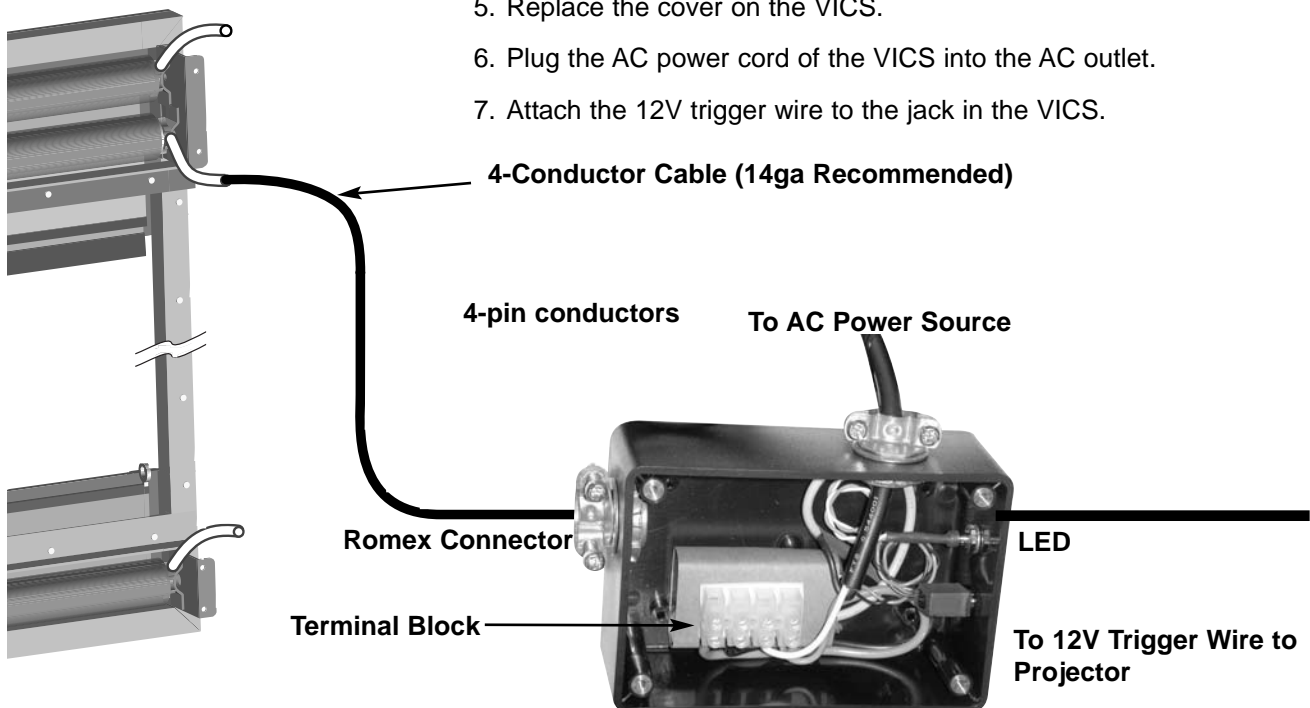 5. Replace the cover on the VICS.
6. Plug the AC power cord of the VICS into the AC outlet.
7. Attach the 12V trigger wire to the jack in the VICS.
4-Conductor Cable (14ga Recommended)
4-pin conductors
To AC Power Source
Romex Connector
LED
Terminal Block
To 12V Trigger Wire to
Projector